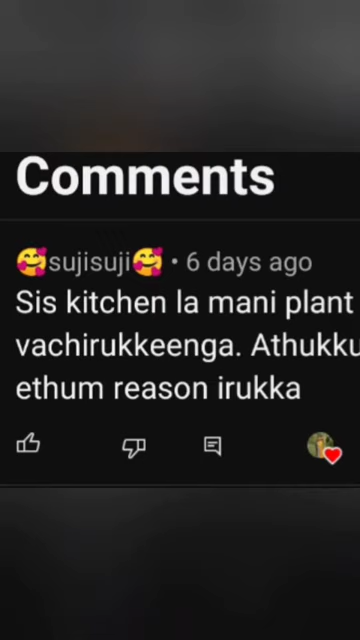 Comments
🥰sujisuji🥰 • 6 days ago
Sis kitchen la mani plant
vachirukkeenga. Athukku
ethum reason irukka